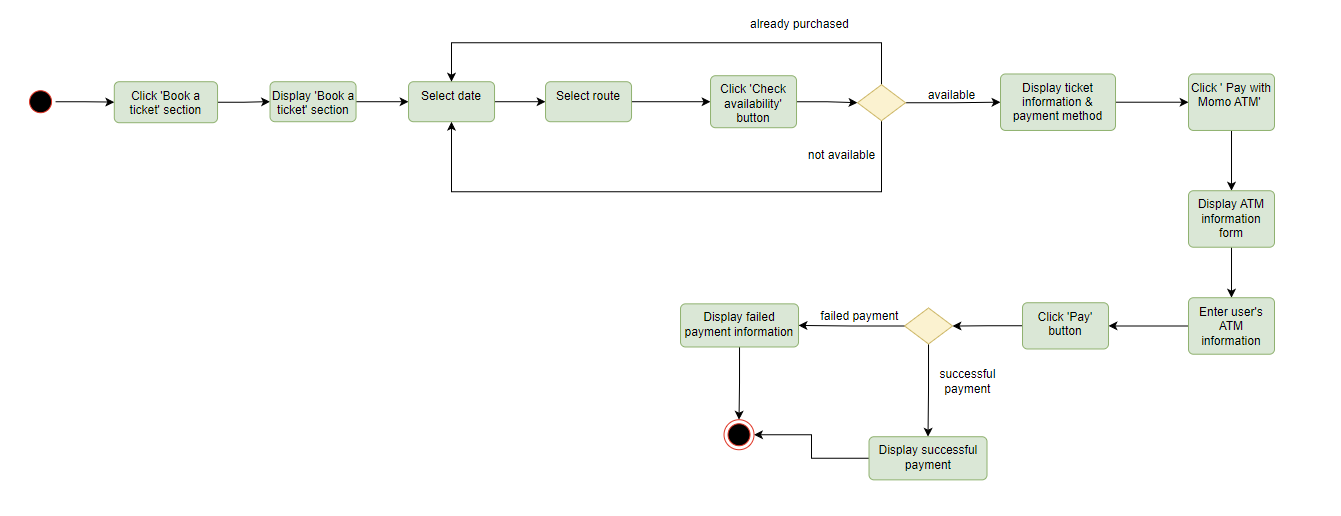 already purchased
Click 'Book a
ticket' section
Display 'Book a
ticket' section
Select date
Select route
Click 'Check
availability'
button
available
Display ticket
information &
payment method
Click ' Pay with
Momo ATM'
not available
Display ATM
information
form
Enter user's
ATM
information
Click 'Pay'
button
failed payment
Display failed
payment information
successful
payment
Display successful
payment